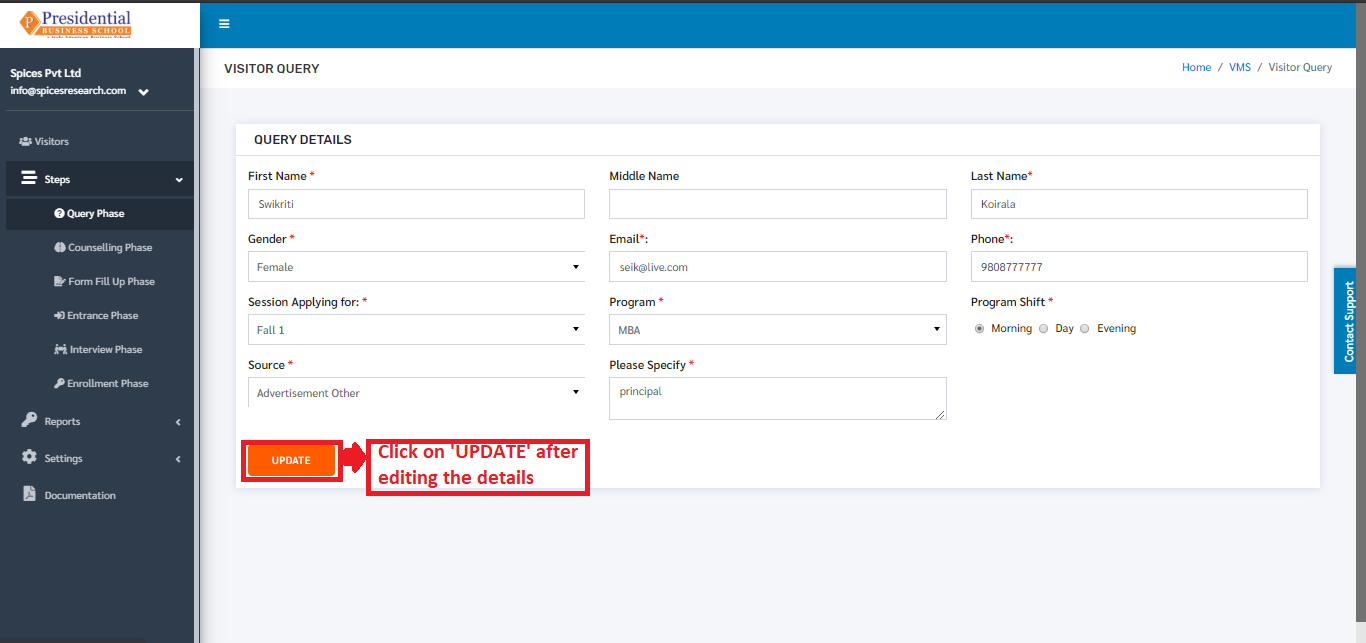 Presidential
BUSINESS SCHOOL
Spices Pvt Ltd
info@spicesresearch.com
Visitors
Steps
Query Phase
Counselling Phase
Form Fill Up Phase
Entrance Phase
Interview Phase
Enrollment Phase
Reports
Settings
Documentation
VISITOR QUERY
Home / VMS / Visitor Query
QUERY DETAILS
First Name *
Swikriti
Middle Name
Last Name*
Koirala
Gender *
Female
Email*:
seik@live.com
Phone*:
9808777777
Session Applying for: *
Fall 1
Program *
MBA
Program Shift *
Morning Day Evening
Source *
Advertisement Other
Please Specify *
principal
UPDATE
Click on 'UPDATE' after
editing the details
Contact Support